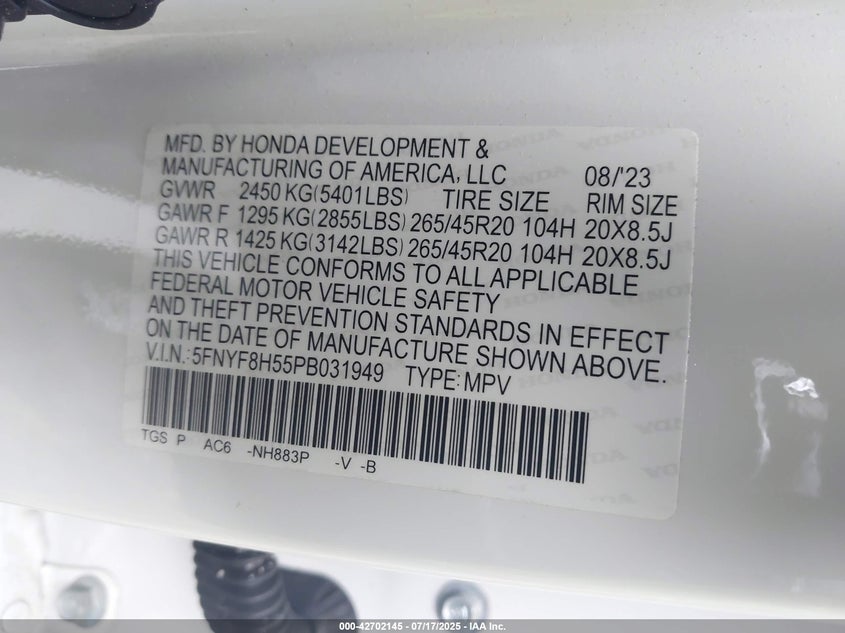 MFD. BY HONDA DEVELOPMENT &
MANUFACTURING OF AMERICA, LLC 08/'23
GVWR 2450 KG(5401LBS) TIRE SIZE RIM SIZE
GAWR F 1295 KG(2855LBS) 265/45R20 104H 20X8.5J
GAWR R 1425 KG(3142LBS) 265/45R20 104H 20X8.5J
THIS VEHICLE CONFORMS TO ALL APPLICABLE
FEDERAL MOTOR VEHICLE SAFETY
AND THEFT PREVENTION STANDARDS IN EFFECT
ON THE DATE OF MANUFACTURE SHOWN ABOVE.
V.I.N.:5FNYF8H55PB031949 TYPE:MPV
TGS P AC6 -NH883P -V -B
000-42702145 - 07/17/2025 - IAA Inc.